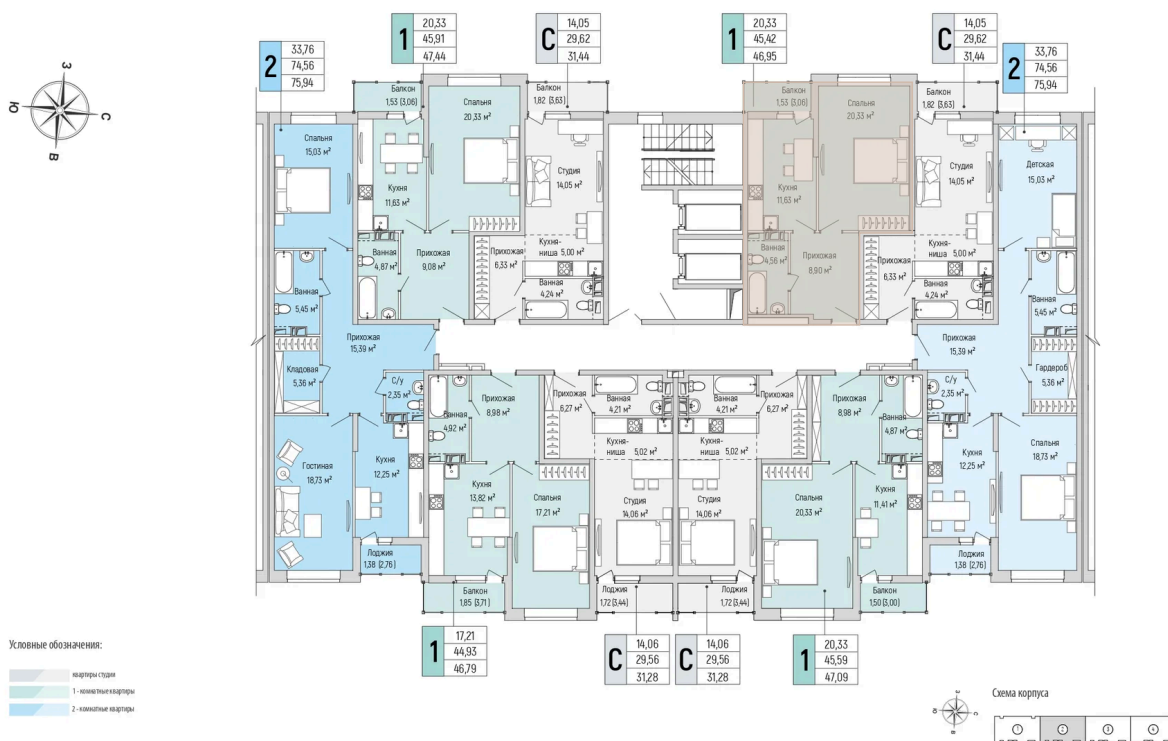 2
33,76
74,56
75,94
1
20,33
45,91
47,44
С
14,05
29,62
31,44
1
20,33
45,42
46,95
С
14,05
29,62
31,44
2
33,76
74,56
75,94
З
Ю
С
В
Балкон
1,53 (3,06)
Спальня
20,33 м²
Балкон
1,82 (3,63)
Балкон
1,53 (3,06)
Спальня
20,33 м²
Балкон
1,82 (3,63)
Спальня
15,03 м²
Кухня
11,63 м²
Студия
14,05 м²
Кухня
11,63 м²
Студия
14,05 м²
Детская
15,03 м²
Ванная
4,87 м²
Прихожая
9,08 м²
Прихожая
6,33 м²
Кухня-
ниша 5,00 м²
Ванная
4,56 м²
Прихожая
8,90 м²
Прихожая
6,33 м²
Кухня-
ниша 5,00 м²
Ванная
5,45 м²
Ванная
4,24 м²
Ванная
4,24 м²
Ванная
5,45 м²
Прихожая
15,39 м²
Прихожая
15,39 м²
Кладовая
5,36 м²
С/у
2,35 м²
Ванная
4,92 м²
Прихожая
8,98 м²
Прихожая
6,27 м²
Ванная
4,21 м²
Ванная
4,21 м²
Прихожая
6,27 м²
Прихожая
8,98 м²
Ванная
4,87 м²
С/у
2,35 м²
Гардероб
5,36 м²
Кухня-
ниша 5,02 м²
Кухня-
ниша 5,02 м²
Гостиная
18,73 м²
Кухня
12,25 м²
Кухня
13,82 м²
Спальня
17,21 м²
Студия
14,06 м²
Студия
14,06 м²
Спальня
20,33 м²
Кухня
11,41 м²
Кухня
12,25 м²
Спальня
18,73 м²
Лоджия
1,38 (2,76)
Балкон
1,85 (3,71)
Лоджия
1,72 (3,44)
Лоджия
1,72 (3,44)
Балкон
1,50 (3,00)
Лоджия
1,38 (2,76)
1
17,21
44,93
46,79
С
14,06
29,56
31,28
С
14,06
29,56
31,28
1
20,33
45,59
47,09
Условные обозначения:
квартиры студии
1 - комнатные квартиры
2 - комнатные квартиры
З
Ю
С
В
Схема корпуса
1
2
3
4